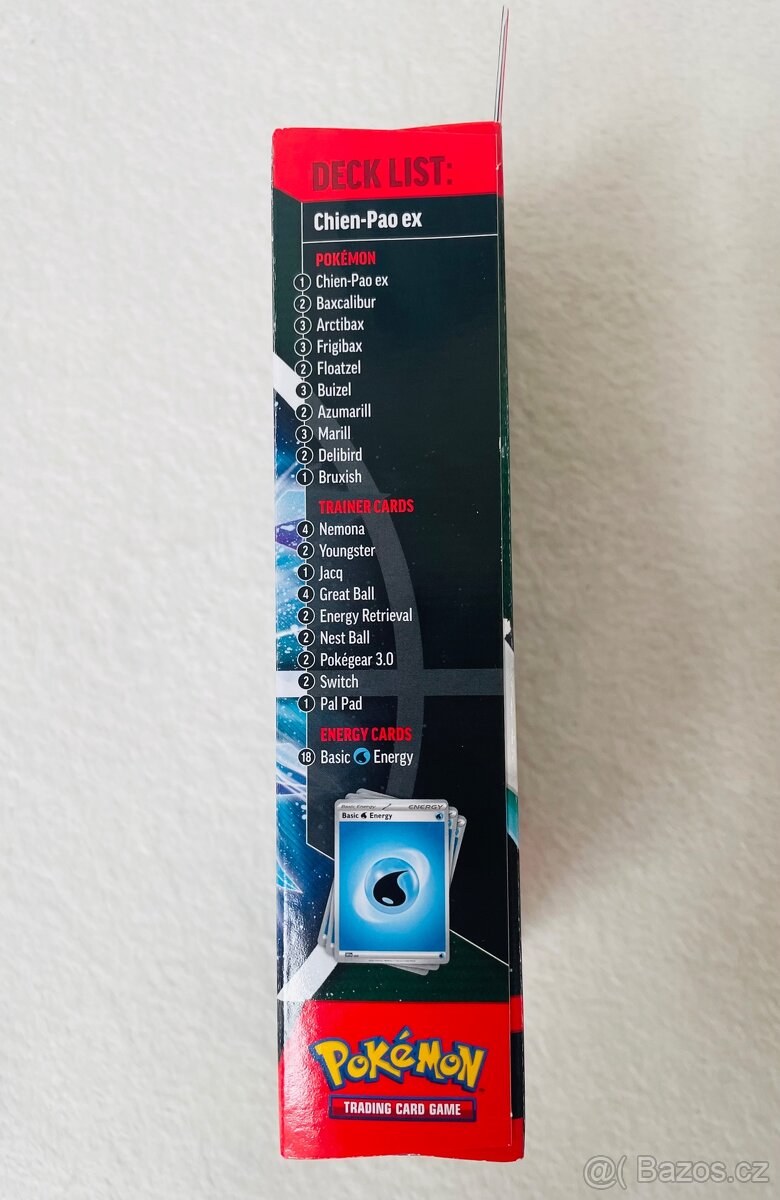 DECK LIST:
Chien-Pao ex
POKÉMON
1 Chien-Pao ex
2 Baxcalibur
3 Arctibax
3 Frigibax
2 Floatzel
3 Buizel
2 Azumarill
3 Marill
2 Delibird
1 Bruxish
TRAINER CARDS
4 Nemona
2 Youngster
1 Jacq
4 Great Ball
2 Energy Retrieval
2 Nest Ball
2 Pokégear 3.0
2 Switch
1 Pal Pad
ENERGY CARDS
18 Basic Energy
Basic Energy ENERGY
Basic Energy
POKéMON
TRADING CARD GAME
@( Bazos.cz